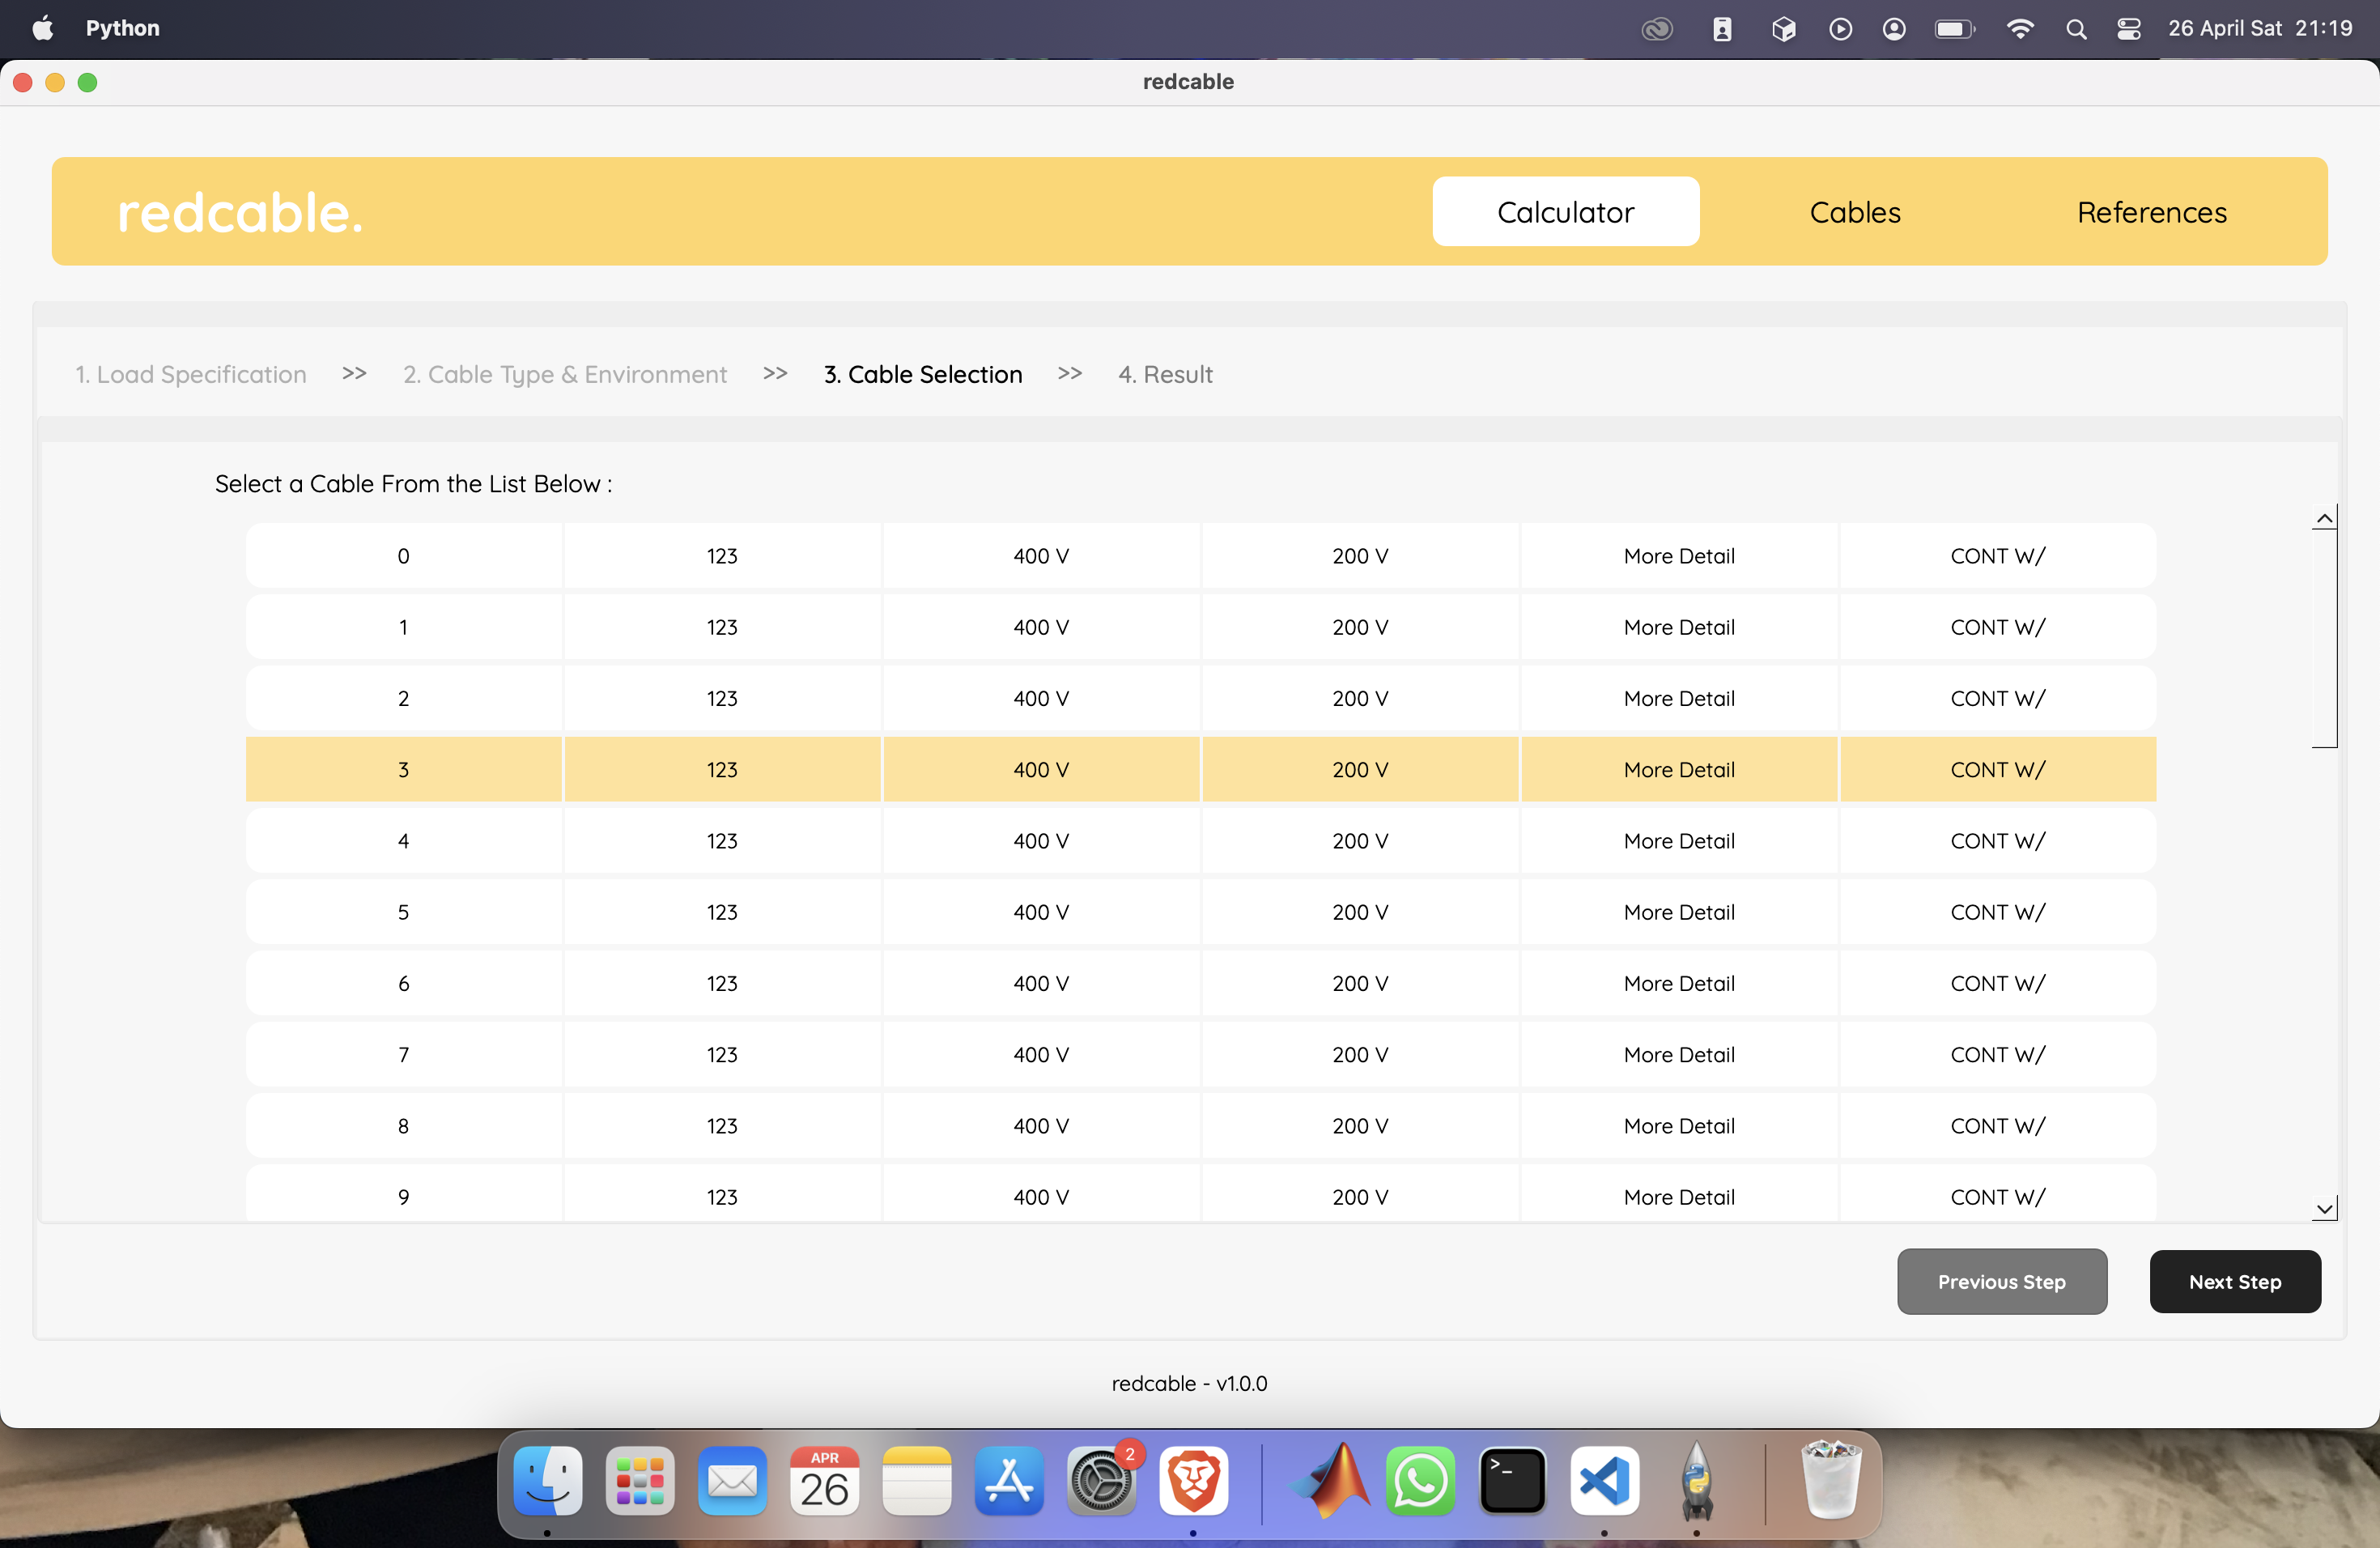 Python 26 April Sat 21:19
redcable
redcable. Calculator Cables References
1. Load Specification >> 2. Cable Type & Environment >> 3. Cable Selection >> 4. Result
Select a Cable From the List Below :
0 123 400 V 200 V More Detail CONT W/
1 123 400 V 200 V More Detail CONT W/
2 123 400 V 200 V More Detail CONT W/
3 123 400 V 200 V More Detail CONT W/
4 123 400 V 200 V More Detail CONT W/
5 123 400 V 200 V More Detail CONT W/
6 123 400 V 200 V More Detail CONT W/
7 123 400 V 200 V More Detail CONT W/
8 123 400 V 200 V More Detail CONT W/
9 123 400 V 200 V More Detail CONT W/
Previous Step Next Step
redcable - v1.0.0
APR 2
26 >_